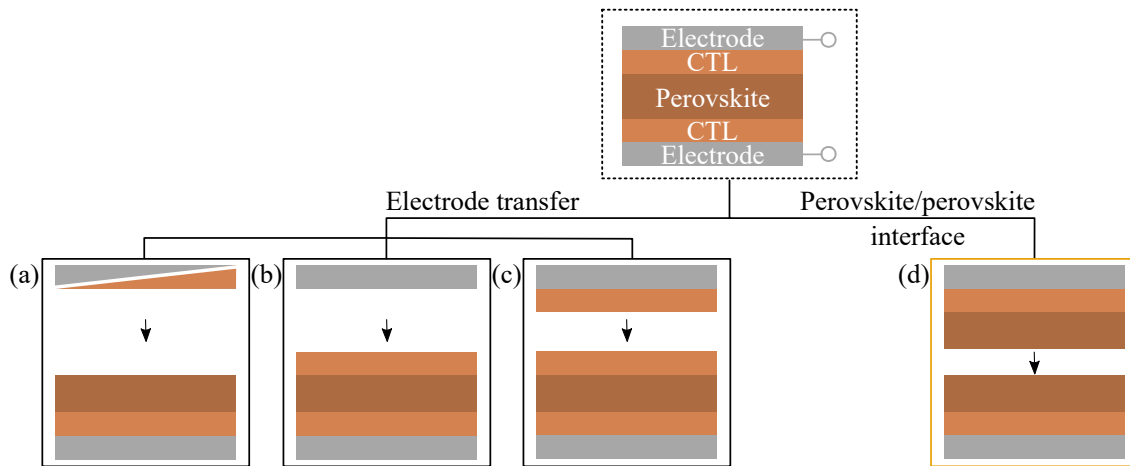 Electrode
CTL
Perovskite
CTL
Electrode
Electrode transfer
Perovskite/perovskite
interface
(a)
(b)
(c)
(d)